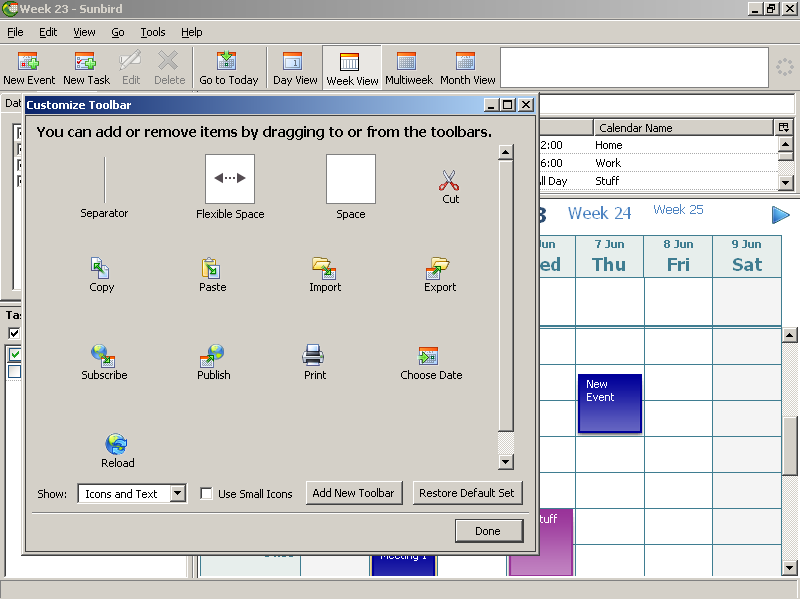 Week 23 - Sunbird
File Edit View Go Tools Help
New Event New Task Edit Delete Go to Today Day View Week View Multiweek Month View
Customize Toolbar
You can add or remove items by dragging to or from the toolbars.
Separator Flexible Space Space Cut
Copy Paste Import Export
Subscribe Publish Print Choose Date
Reload
Show: Icons and Text Use Small Icons Add New Toolbar Restore Default Set
Done
Calendar Name
2:00 Home
6:00 Work
All Day Stuff
3 Week 24 Week 25
Jun 7 Jun 8 Jun 9 Jun
ed Thu Fri Sat
New
Event
tuff
Meeting 1